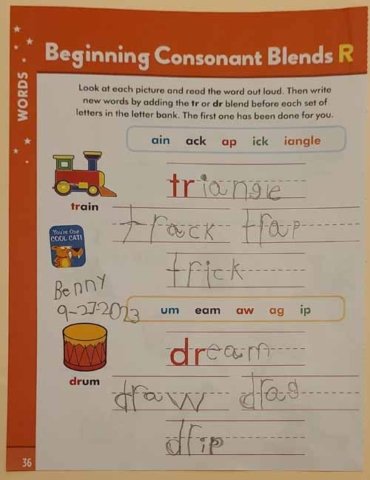 Beginning Consonant Blends R
WORDS
Look at each picture and read the word out loud. Then write
new words by adding the tr or dr blend before each set of
letters in the letter bank. The first one has been done for you.
ain ack ap ick iangle
triangle
train
track trap
You're One
COOL CAT!
trick
Benny
9-27-2023
um eam aw ag ip
dream
drum
draw drag
drip
36